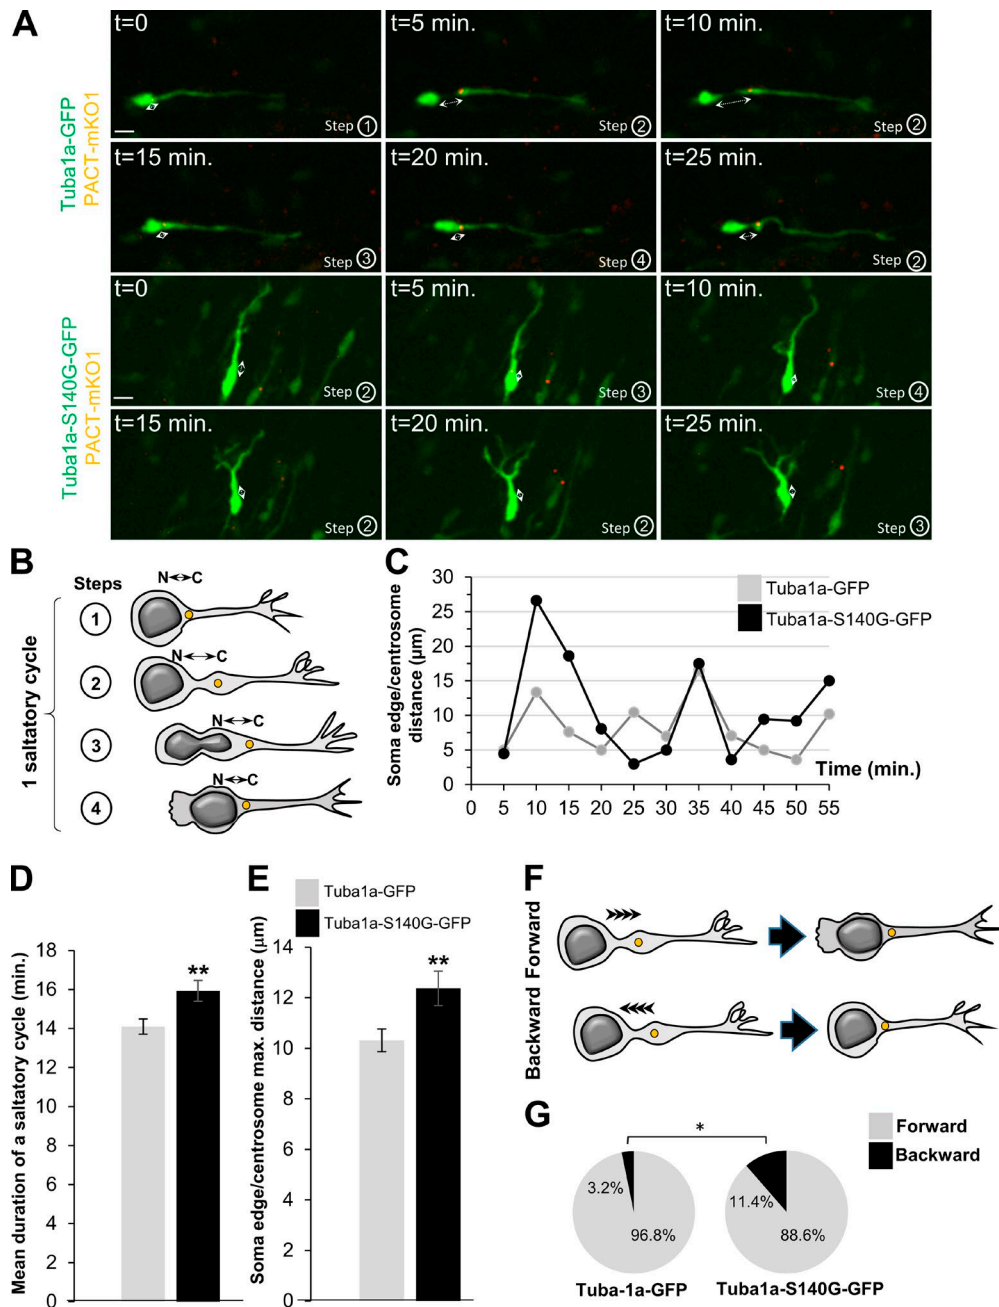 A
Tuba1a-GFP
PACT-mKO1
t=0
Step 1
t=5 min.
Step 2
t=10 min.
Step 2
t=15 min.
Step 3
t=20 min.
Step 4
t=25 min.
Step 2
Tuba1a-S140G-GFP
PACT-mKO1
t=0
Step 2
t=5 min.
Step 3
t=10 min.
Step 4
t=15 min.
Step 2
t=20 min.
Step 2
t=25 min.
Step 3
B
Steps
1 saltatory cycle
1
N C
2
N C
3
N C
4
N C
C
Soma edge/centrosome
distance (µm)
30
25
20
15
10
5
0
Tuba1a-GFP
Tuba1a-S140G-GFP
Time (min.)
0 5 10 15 20 25 30 35 40 45 50 55
D
Mean duration of a saltatory cycle (min.)
18
16
14
12
10
8
6
4
2
0
**
E
Tuba1a-GFP
Tuba1a-S140G-GFP
Soma edge/centrosome max. distance (µm)
14
12
10
8
6
4
2
0
**
F
Forward
Backward
G
Forward
Backward
*
3.2%
96.8%
11.4%
88.6%
Tuba-1a-GFP
Tuba1a-S140G-GFP